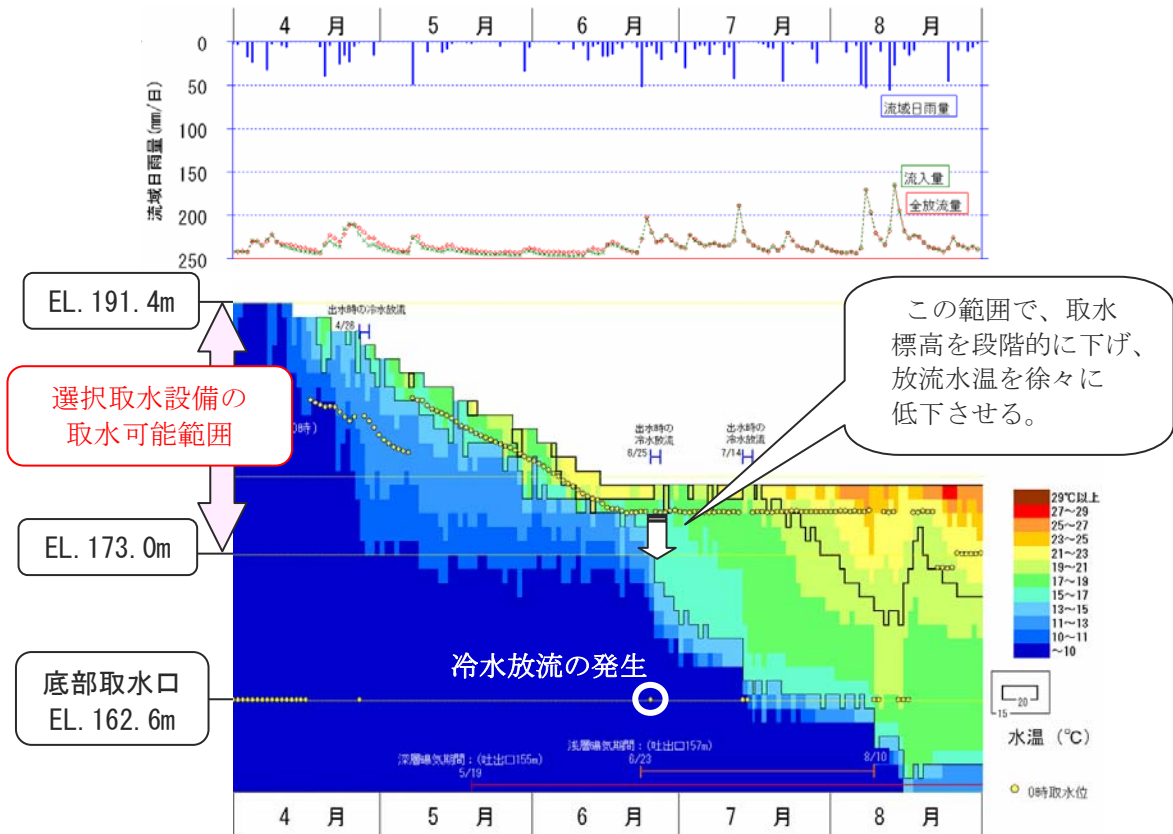 4 月 5 月 6 月 7 月 8 月
0
50
100
150
200
250
流域日雨量(mm/日)
流域日雨量
流入量
全放流量
EL.191.4m
選択取水設備の
取水可能範囲
EL.173.0m
底部取水口
EL.162.6m
出水時の冷水放流
4/26
0時)
出水時の
冷水放流
6/25
出水時の
冷水放流
7/14
この範囲で、取水
標高を段階的に下げ、
放流水温を徐々に
低下させる。
冷水放流の発生
深層曝気期間:(吐出口155m)
5/19
浅層曝気期間:(吐出口157m)
6/23
8/10
29℃以上
27～29
25～27
23～25
21～23
19～21
17～19
15～17
13～15
11～13
10～11
～10
15
20
水温 (℃)
0時取水位
4 月 5 月 6 月 7 月 8 月